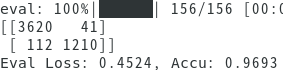 eval: 100%|██████| 156/156 [00:0
[[3620   41]
 [ 112 1210]]
Eval Loss: 0.4524, Accu: 0.9693